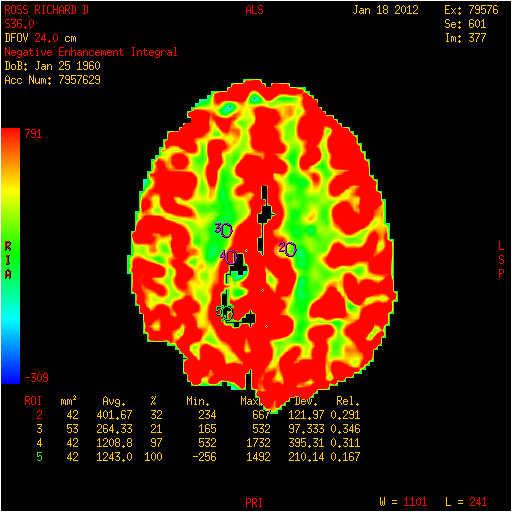 ROSS RICHARD D ALS Jan 18 2012 Ex: 79576
S36.0 Se: 601
DFOV 24.0 cm Im: 377
Negative Enhancement Integral
DoB: Jan 25 1960
Acc Num: 7957629
791
3
2
4
R L
I S
A P
5
-309
ROI mm² Avg. % Min. Max. Dev. Rel.
2 42 401.67 32 234 667 121.97 0.291
3 53 264.33 21 165 532 97.333 0.346
4 42 1208.8 97 532 1732 395.31 0.311
5 42 1243.0 100 -256 1492 210.14 0.167
PRI W = 1101 L = 241